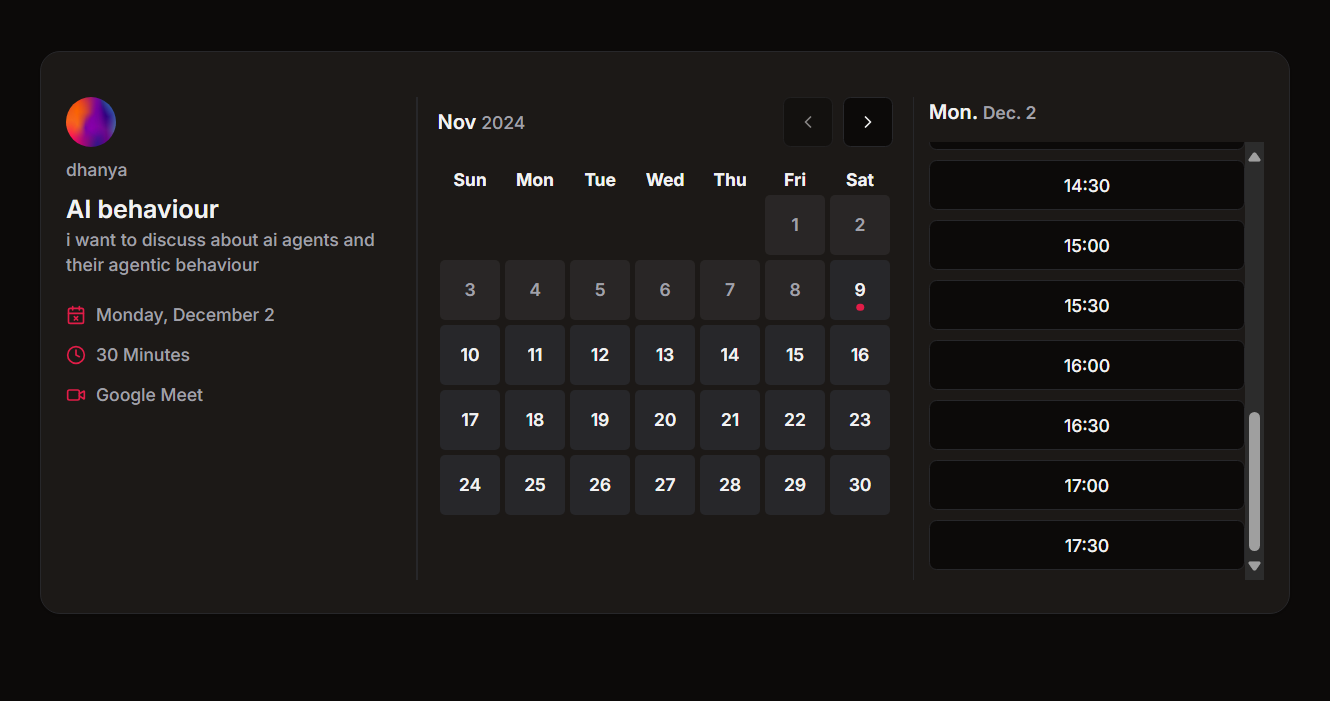 dhanya
AI behaviour
i want to discuss about ai agents and
their agentic behaviour
Monday, December 2
30 Minutes
Google Meet
Nov 2024
Sun Mon Tue Wed Thu Fri Sat
1 2
3 4 5 6 7 8 9
10 11 12 13 14 15 16
17 18 19 20 21 22 23
24 25 26 27 28 29 30
Mon. Dec. 2
14:30
15:00
15:30
16:00
16:30
17:00
17:30